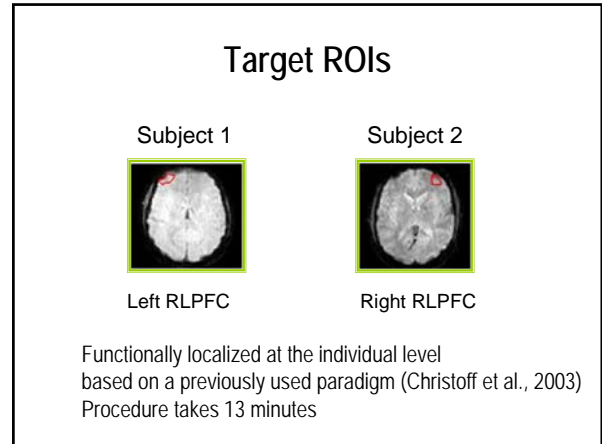 Target ROIs
Subject 1
Subject 2
Left RLPFC
Right RLPFC
Functionally localized at the individual level
based on a previously used paradigm (Christoff et al., 2003)
Procedure takes 13 minutes